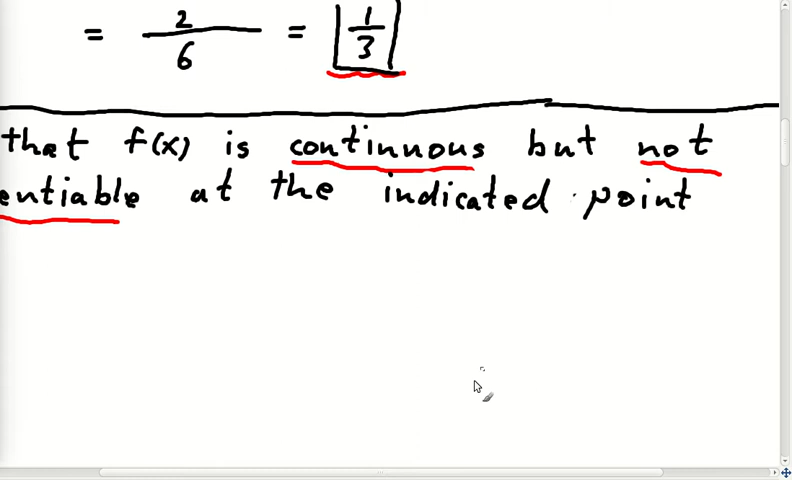 = 2/6 = 1/3
that f(x) is continuous but not
entiable at the indicated point